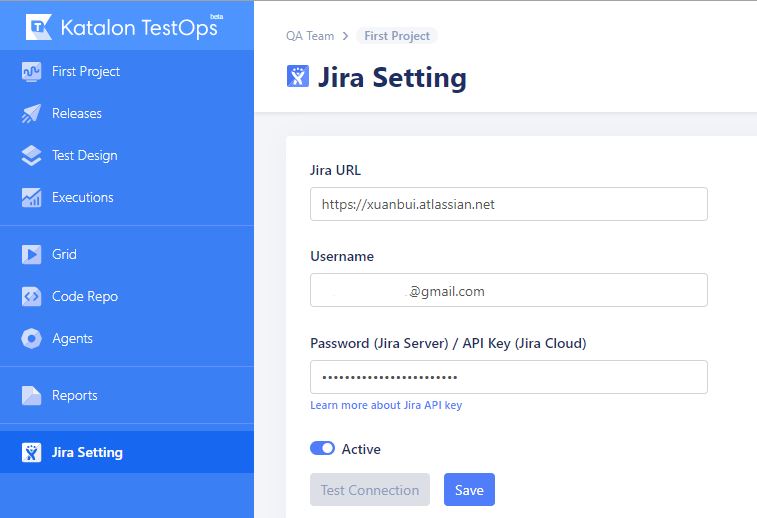 Katalon TestOps beta
First Project
Releases
Test Design
Executions
Grid
Code Repo
Agents
Reports
Jira Setting
QA Team > First Project
Jira Setting
Jira URL
https://xuanbui.atlassian.net
Username
@gmail.com
Password (Jira Server) / API Key (Jira Cloud)
••••••••••••••••••••••••
Learn more about Jira API key
Active
Test Connection
Save